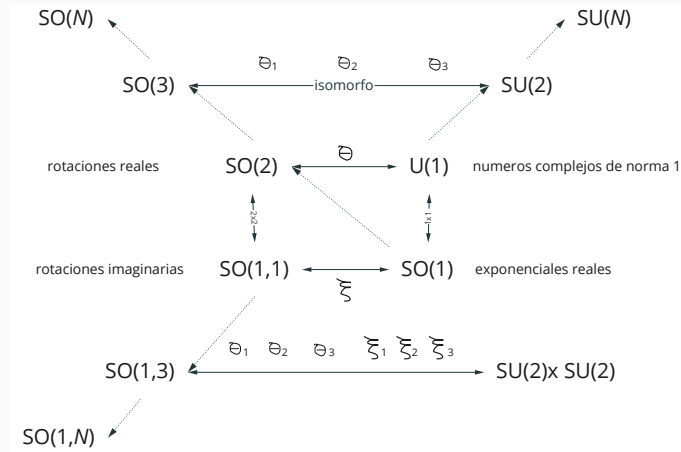 SO(N) SU(N)
ϴ1 ϴ2 ϴ3
SO(3) isomorfo SU(2)
ϴ
rotaciones reales SO(2) U(1) numeros complejos de norma 1
2x2 1x1
rotaciones imaginarias SO(1,1) SO(1) exponenciales reales
ξ
ϴ1 ϴ2 ϴ3 ξ1 ξ2 ξ3
SO(1,3) SU(2)x SU(2)
SO(1,N)